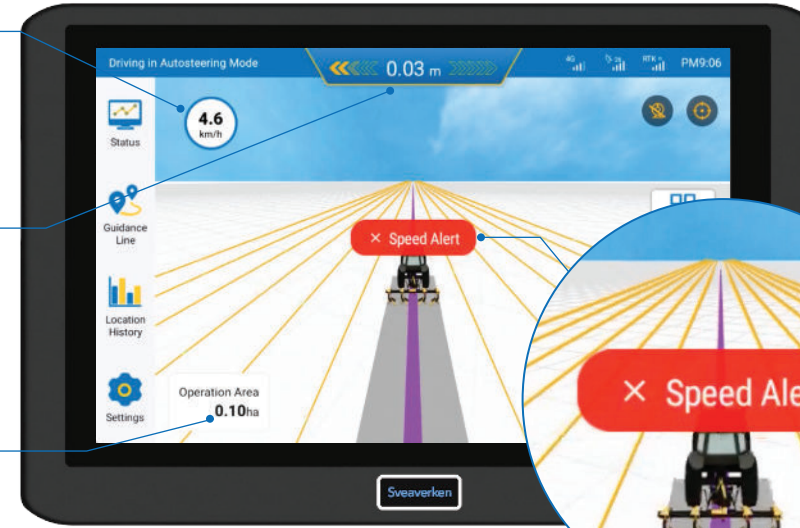 Driving in Autosteering Mode
0.03 m
4G
RTK
PM9:06
4.6
km/h
Status
Guidance
Line
× Speed Alert
Location
History
Operation Area
0.10ha
Settings
× Speed Ale
Sveaverken